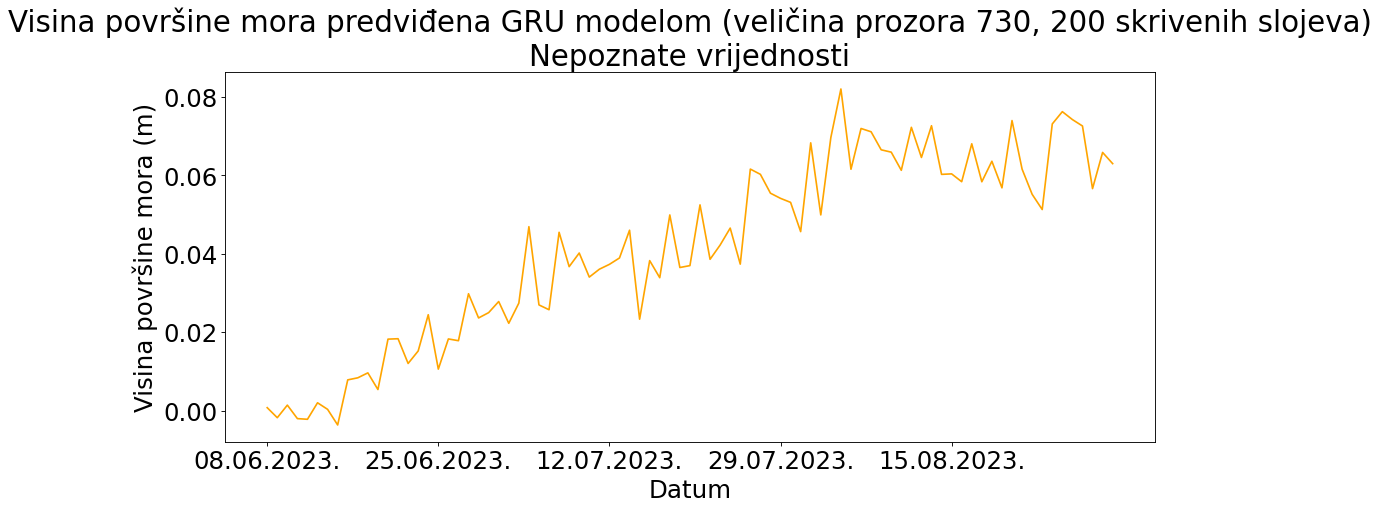 Visina površine mora predviđena GRU modelom (veličina prozora 730, 200 skrivenih slojeva)
Nepoznate vrijednosti
Visina površine mora (m)
0.08
0.06
0.04
0.02
0.00
08.06.2023. 25.06.2023. 12.07.2023. 29.07.2023. 15.08.2023.
Datum